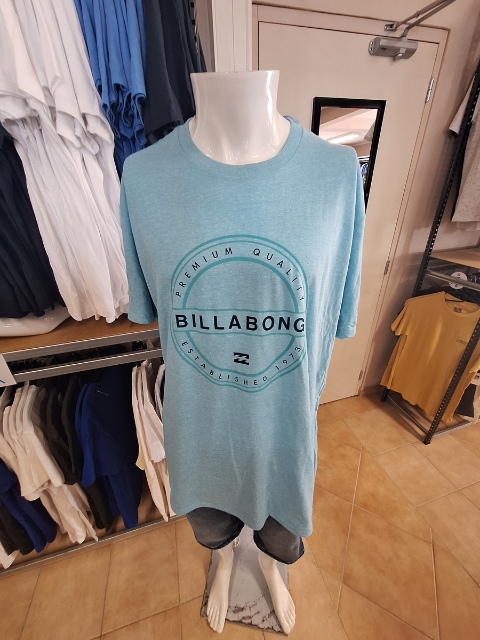 PREMIUM QUALITY
BILLABONG
ESTABLISHED 1973